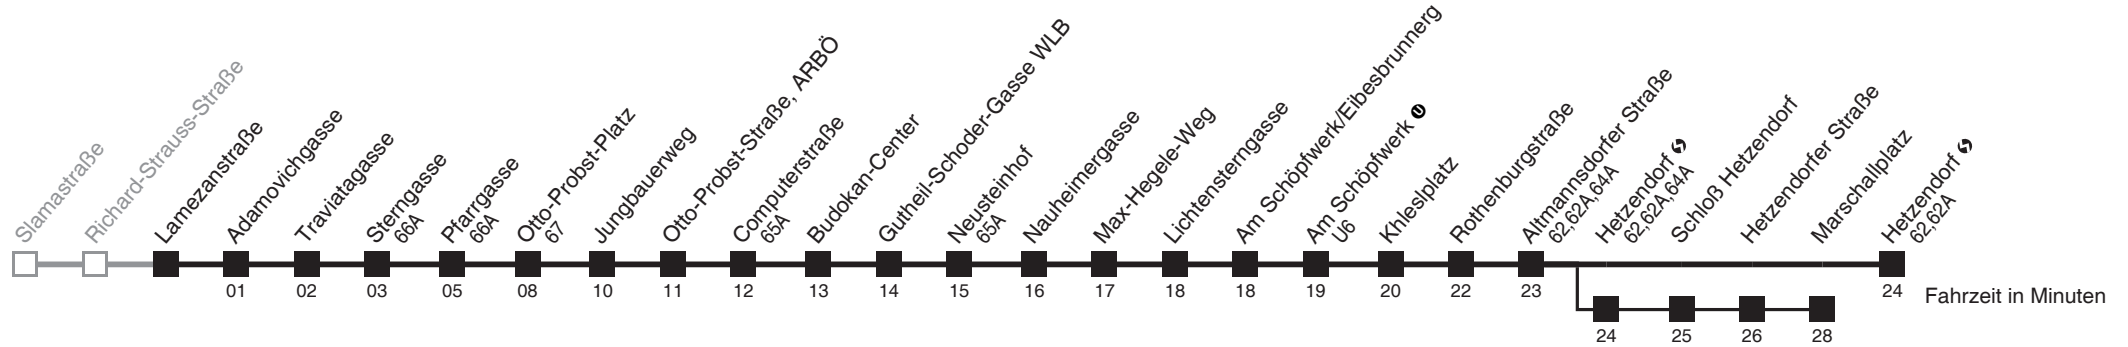 Slamastraße
Richard-Strauss-Straße
Lamezanstraße
Adamovichgasse
Traviatagasse
Sterngasse
66A
Pfarrgasse
66A
Otto-Probst-Platz
67
Jungbauerweg
Otto-Probst-Straße, ARBÖ
Computerstraße
65A
Budokan-Center
Gutheil-Schoder-Gasse WLB
Neusteinhof
65A
Nauheimergasse
Max-Hegele-Weg
Lichtensterngasse
Am Schöpfwerk/Eibesbrunnerg
Am Schöpfwerk U
U6
Khleslplatz
Rothenburgstraße
Altmannsdorfer Straße
62,62A,64A
Hetzendorf S
62,62A,64A
Schloß Hetzendorf
Hetzendorfer Straße
Marschallplatz
Hetzendorf S
62,62A
01 02 03 05 08 10 11 12 13 14 15 16 17 18 18 19 20 22 23 24
Fahrzeit in Minuten
24 25 26 28